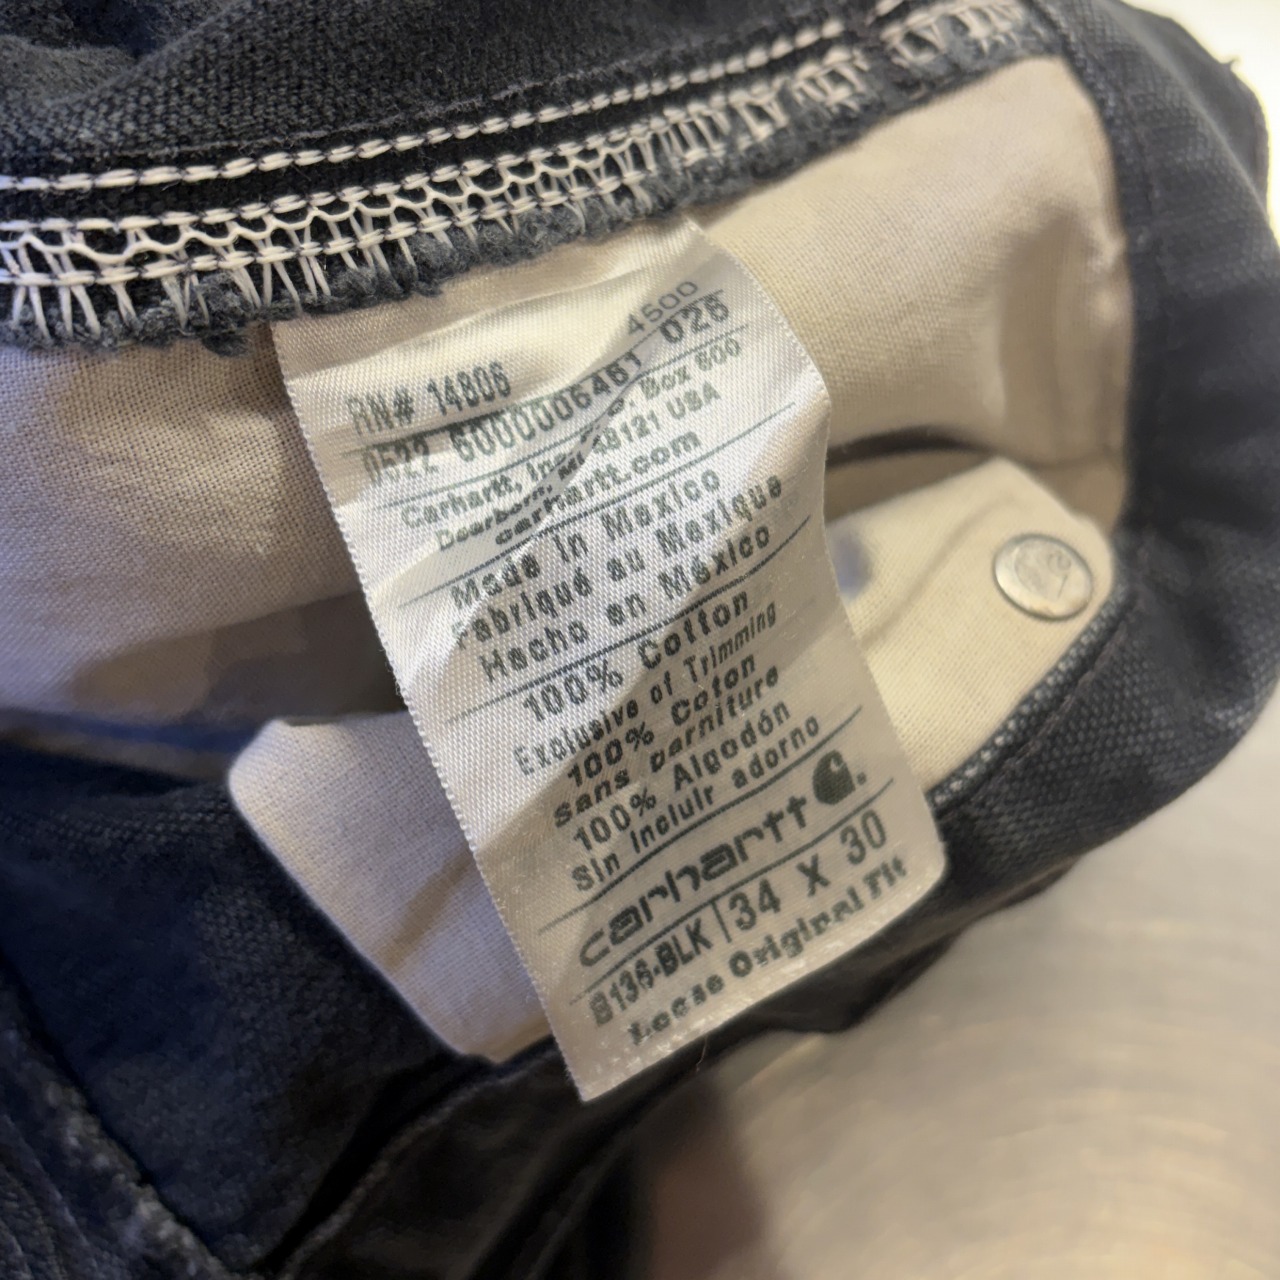 4500
RN# 14806
0522 6000006461 026
Carhartt, Inc., P.O. Box 600
Dearborn, MI 48121 USA
carhartt.com
Made in Mexico
Fabriqué au Mexique
Hecho en México
100% Cotton
Exclusive of Trimming
100% Coton
sans garniture
100% Algodón
Sin incluir adorno
carhartt
B136-BLK 34 X 30
Loose Original Fit